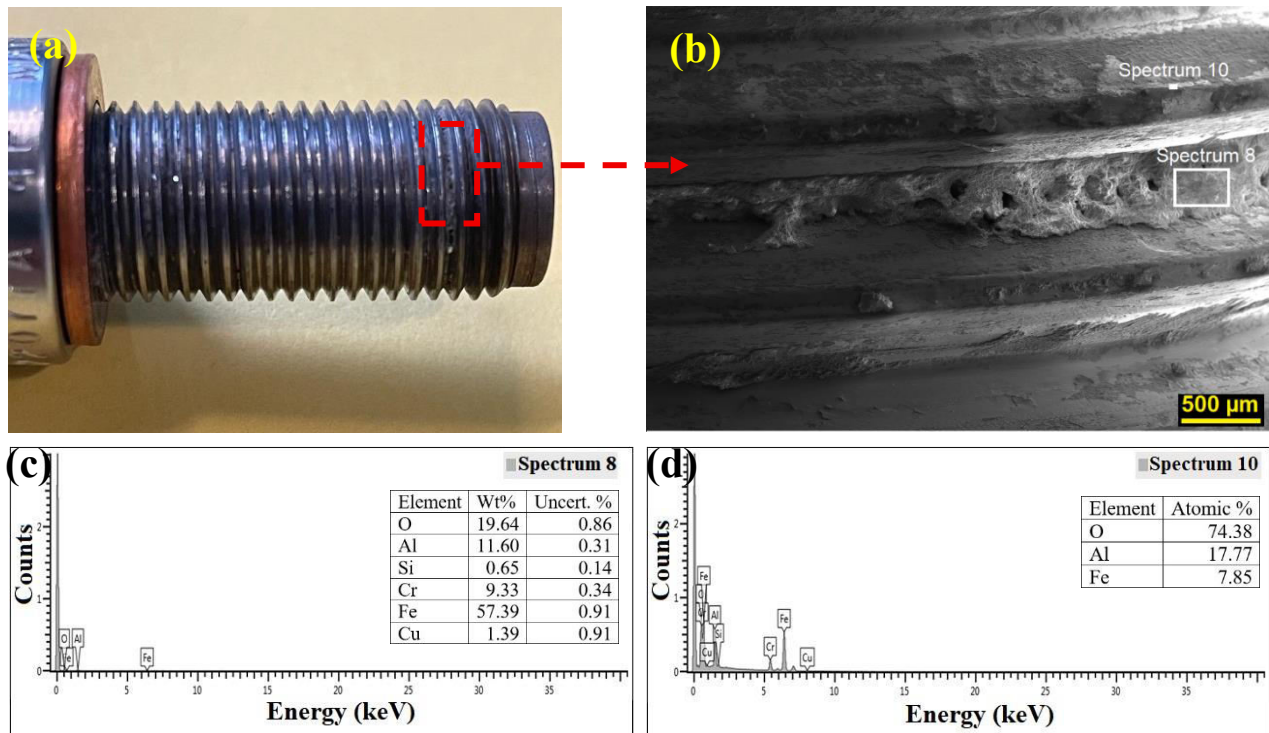 (a)
(b)
Spectrum 10
Spectrum 8
500 µm
(c)
Spectrum 8
Element Wt% Uncert. %
O 19.64 0.86
Al 11.60 0.31
Si 0.65 0.14
Cr 9.33 0.34
Fe 57.39 0.91
Cu 1.39 0.91
Counts
2
1
0
O
Al
Fe
0 5 10 15 20 25 30 35
Energy (keV)
(d)
Spectrum 10
Element Atomic %
O 74.38
Al 17.77
Fe 7.85
Counts
2
1
0
Fe
O
Cr
Al
Si
Cu
Cr
Fe
Cu
0 5 10 15 20 25 30 35
Energy (keV)